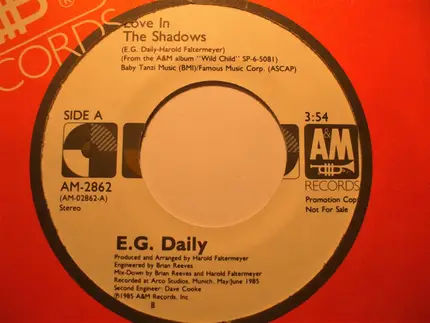 CORDS
Love In
The Shadows
(E.G. Daily-Harold Faltermeyer)
(From the A&M album "Wild Child" SP-6-5081)
Baby Tanzi Music (BMI)/Famous Music Corp. (ASCAP)
SIDE A
3:54
AM-2862
(AM-02862-A)
Stereo
A&M
RECORDS
Promotion Cop
Not For Sale
E.G. Daily
Produced and Arranged by Harold Faltermeyer
Engineered by Brian Reeves
Mix-Down by Brian Reeves and Harold Faltermeyer
Recorded at Arco Studios, Munich, May/June 1985
Second Engineer: Dave Cooke
Ⓟ1985 A&M Records, Inc.
B